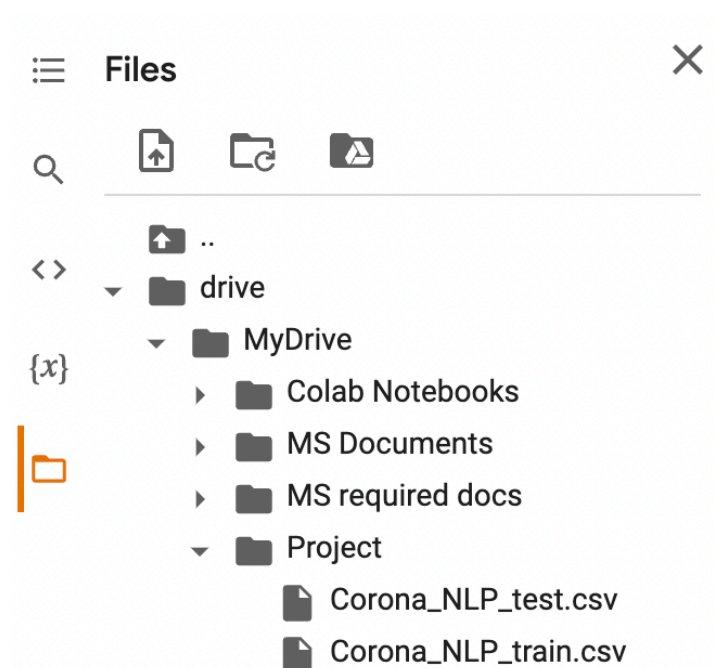 Files
..
drive
MyDrive
{x}
Colab Notebooks
MS Documents
MS required docs
Project
Corona_NLP_test.csv
Corona_NLP_train.csv